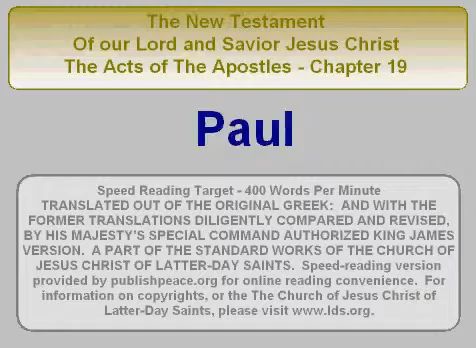 The New Testament
Of our Lord and Savior Jesus Christ
The Acts of The Apostles - Chapter 19
Paul
Speed Reading Target - 400 Words Per Minute
TRANSLATED OUT OF THE ORIGINAL GREEK:  AND WITH THE
FORMER TRANSLATIONS DILIGENTLY COMPARED AND REVISED,
BY HIS MAJESTY'S SPECIAL COMMAND AUTHORIZED KING JAMES
VERSION.  A PART OF THE STANDARD WORKS OF THE CHURCH OF
JESUS CHRIST OF LATTER-DAY SAINTS.  Speed-reading version
provided by publishpeace.org for online reading convenience.  For
information on copyrights, or the The Church of Jesus Christ of
Latter-Day Saints, please visit www.lds.org.